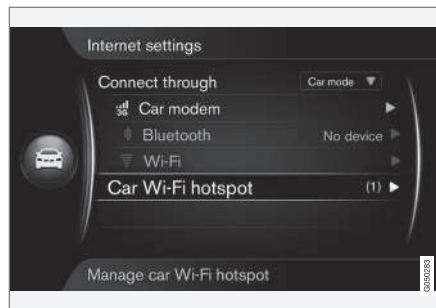 Internet settings
Connect through Car mode
3G Car modem
Bluetooth No device
Wi-Fi
Car Wi-Fi hotspot (1)
Manage car Wi-Fi hotspot
G050283